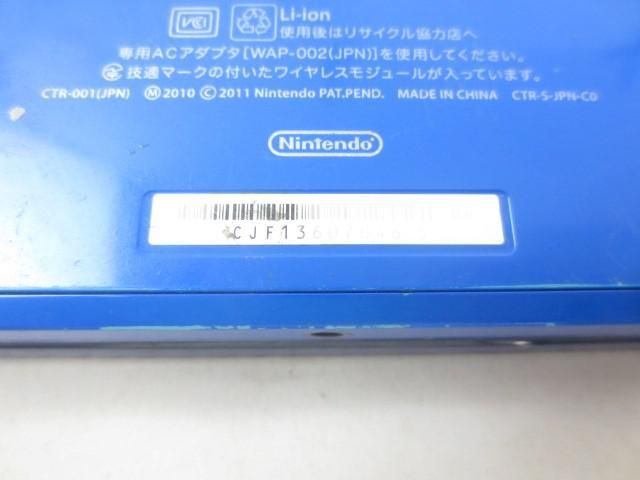 VCCI
Li-ion
使用後はリサイクル協力店へ
専用ACアダプタ[WAP-002(JPN)]を使用してください。
技適マークの付いたワイヤレスモジュールが入っています。
CTR-001(JPN) Ⓜ 2010 © 2011 Nintendo PAT.PEND. MADE IN CHINA CTR-S-JPN-C0
Nintendo